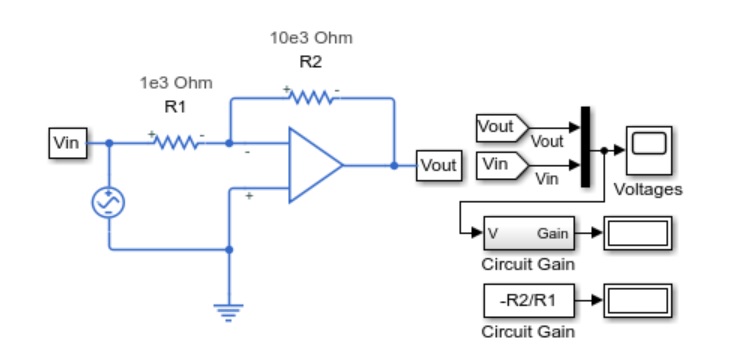 10e3 Ohm
R2
+ -
1e3 Ohm
R1
Vin
+ -
-
+
Vout
Vout
Vout
Vin
Vin
Voltages
V Gain
Circuit Gain
-R2/R1
Circuit Gain